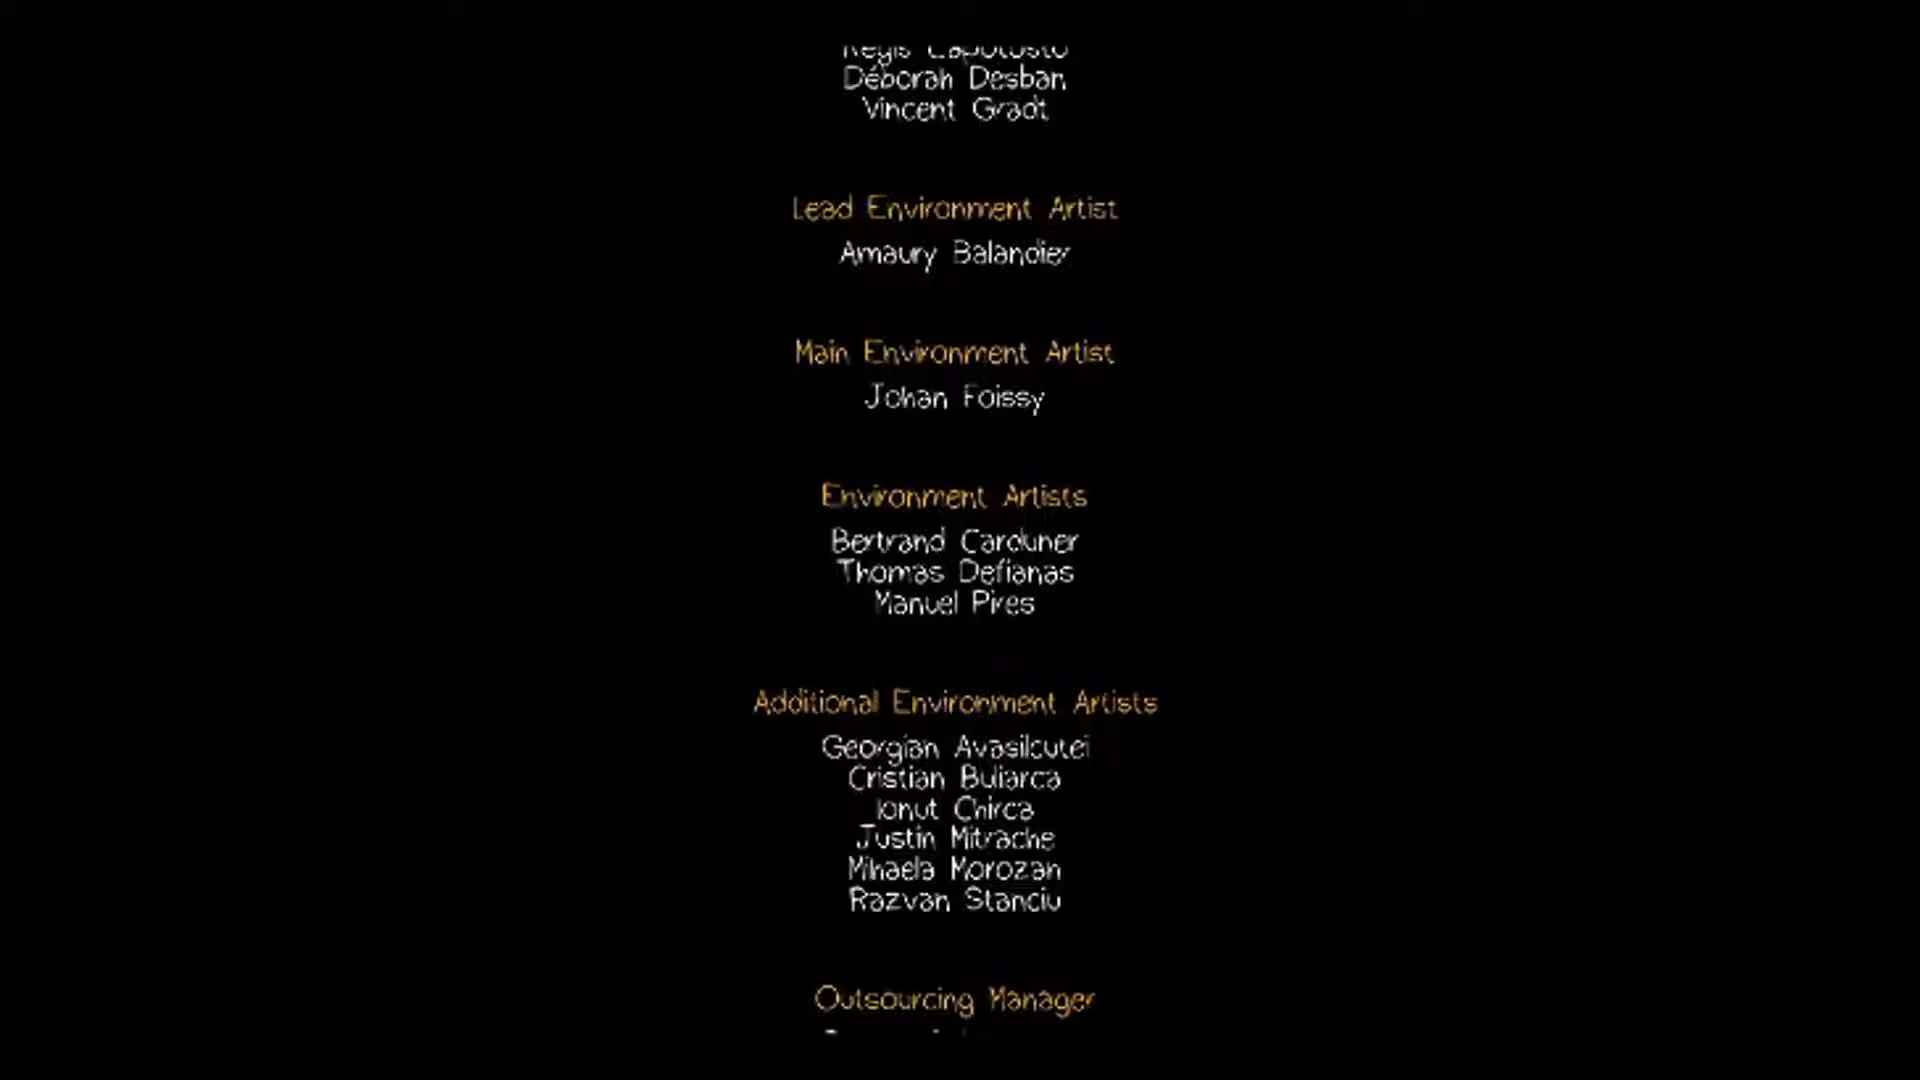 Régis Capotosto
Déborah Desban
Vincent Gradt
Lead Environment Artist
Amaury Balandier
Main Environment Artist
Johan Foissy
Environment Artists
Bertrand Carduner
Thomas Defianas
Manuel Pires
Additional Environment Artists
Georgian Avasilcutei
Cristian Buliarca
Ionut Chirca
Justin Mitrache
Mihaela Morozan
Razvan Stanciu
Outsourcing Manager